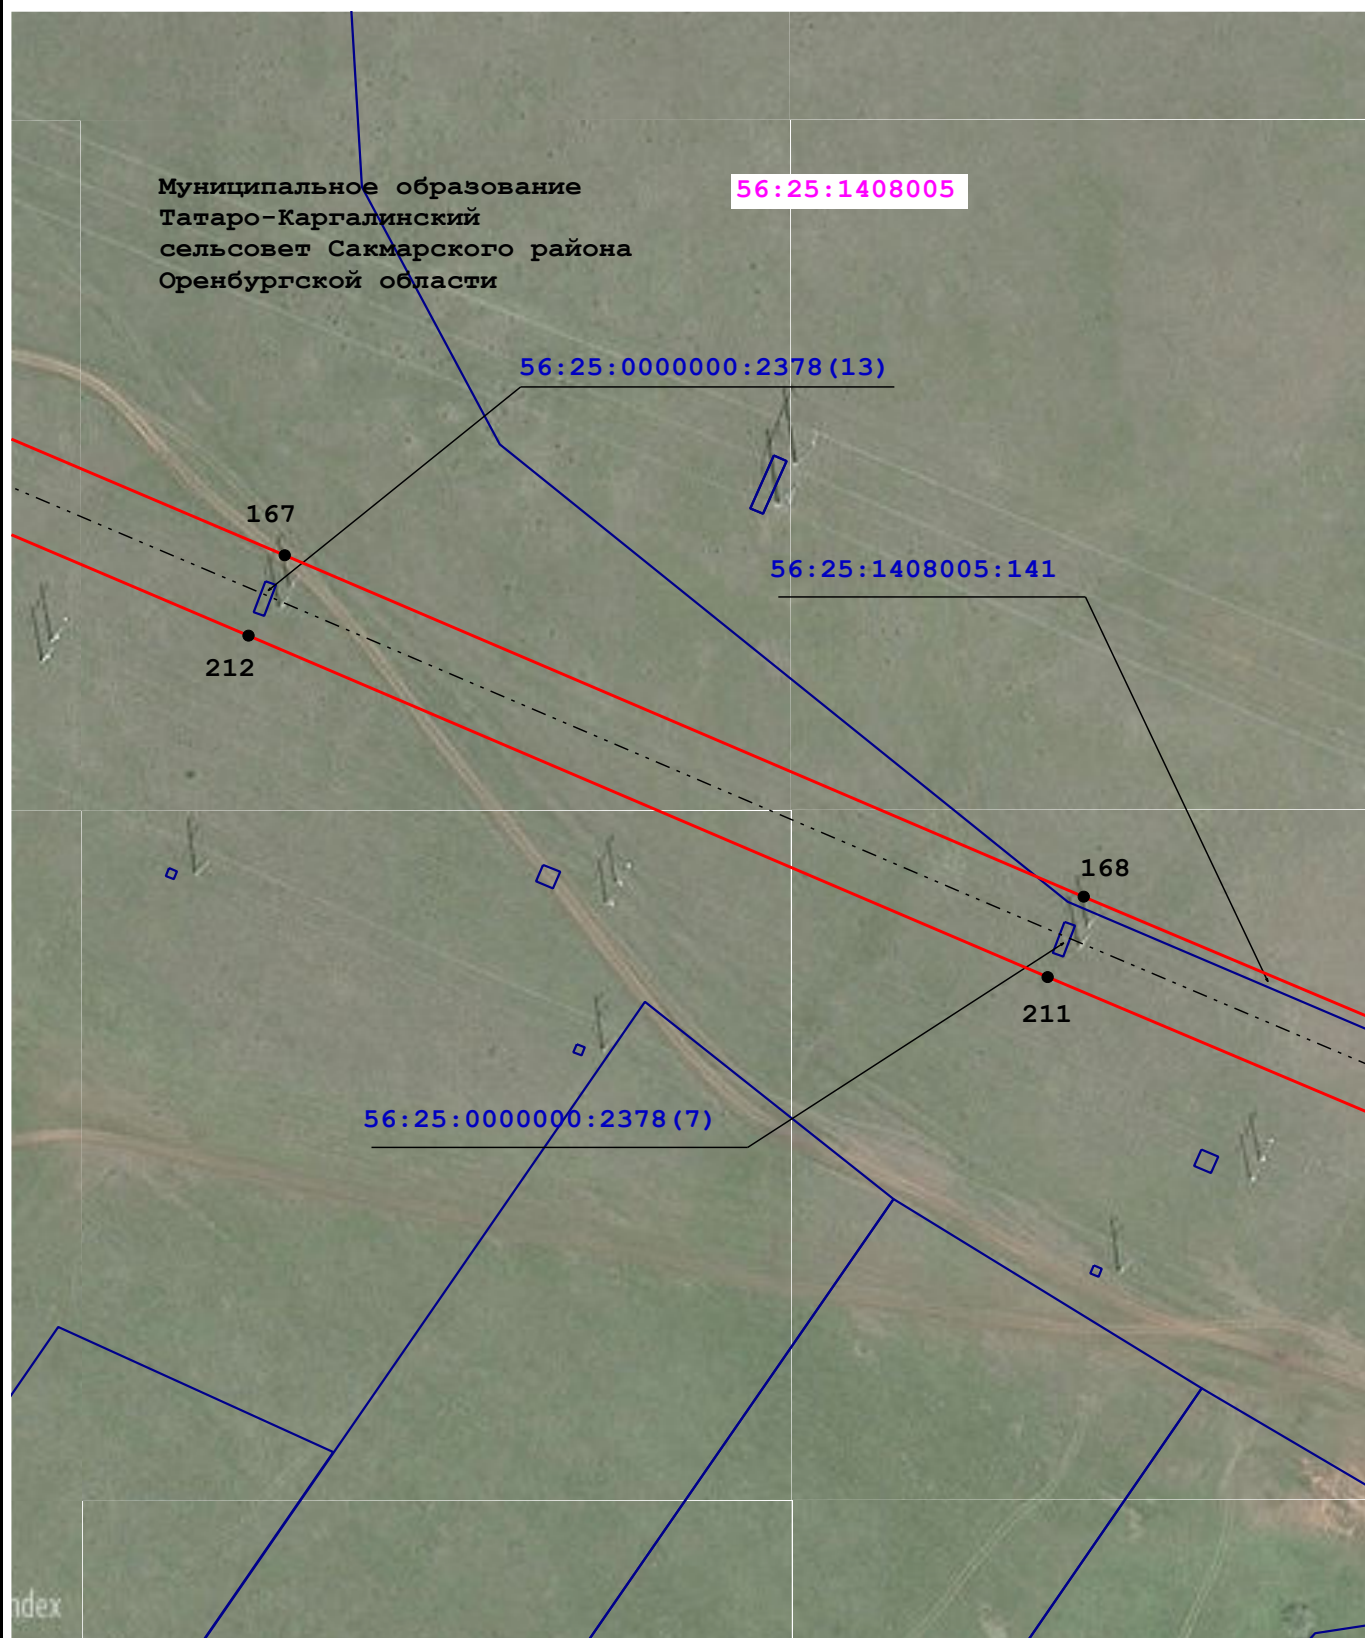 Муниципальное образование
Татаро-Каргалинский
сельсовет Сакмарского района
Оренбургской области
56:25:1408005
56:25:0000000:2378(13)
167
56:25:1408005:141
212
168
211
56:25:0000000:2378(7)
ndex